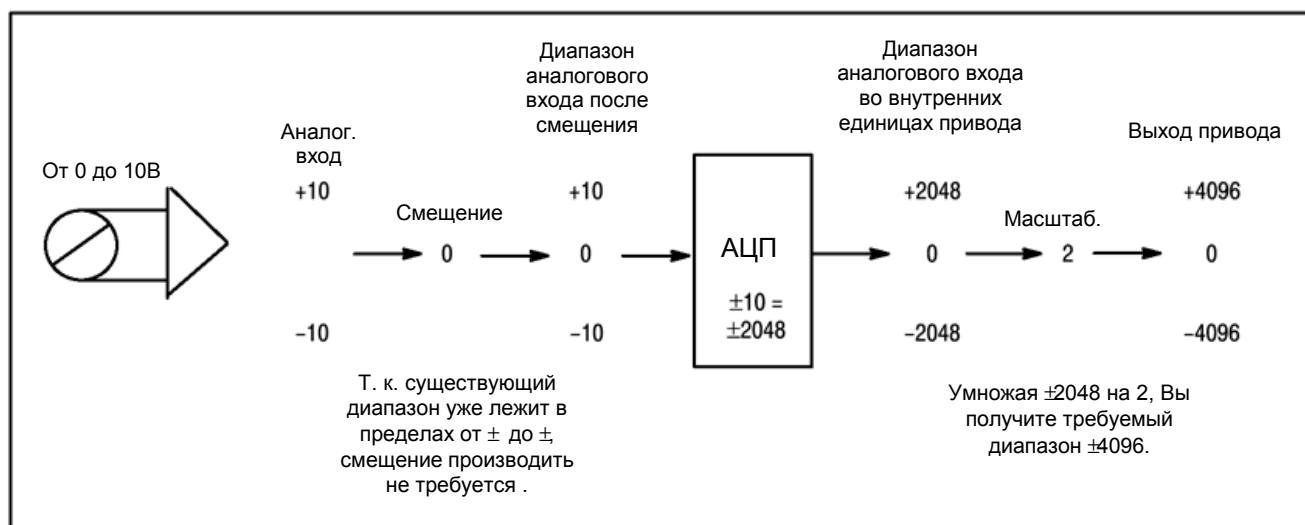 Диапазон
аналогового
входа после
смещения
Диапазон
аналогового входа
во внутренних
единицах привода
Аналог.
вход
Выход привода
От 0 до 10В
+10
+10
+2048
+4096
Смещение
Масштаб.
0
0
АЦП
0
2
0
±10 =
±2048
−10
−10
−2048
−4096
Т. к. существующий
диапазон уже лежит в
пределах от ± до ±,
смещение производить
не требуется .
Умножая ±2048 на 2, Вы
получите требуемый
диапазон ±4096.